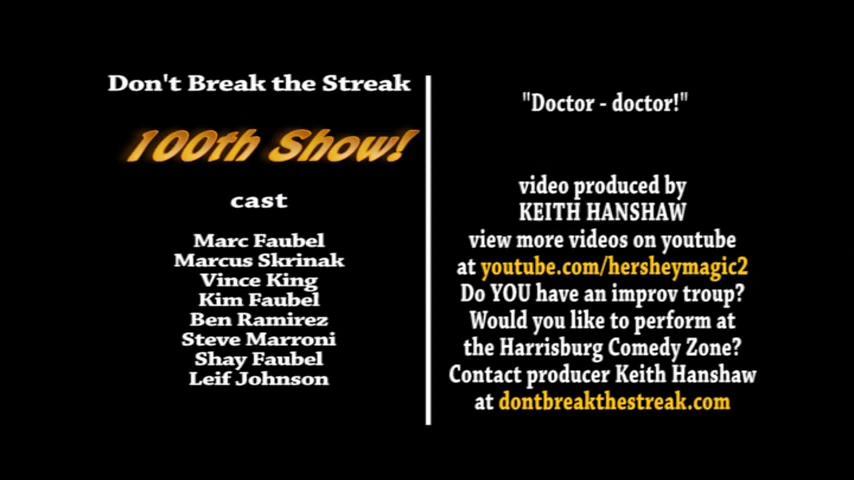 Don't Break the Streak
100th Show!
cast
Marc Faubel
Marcus Skrinak
Vince King
Kim Faubel
Ben Ramirez
Steve Marroni
Shay Faubel
Leif Johnson
"Doctor - doctor!"
video produced by
KEITH HANSHAW
view more videos on youtube
at youtube.com/hersheymagic2
Do YOU have an improv troup?
Would you like to perform at
the Harrisburg Comedy Zone?
Contact producer Keith Hanshaw
at dontbreakthestreak.com